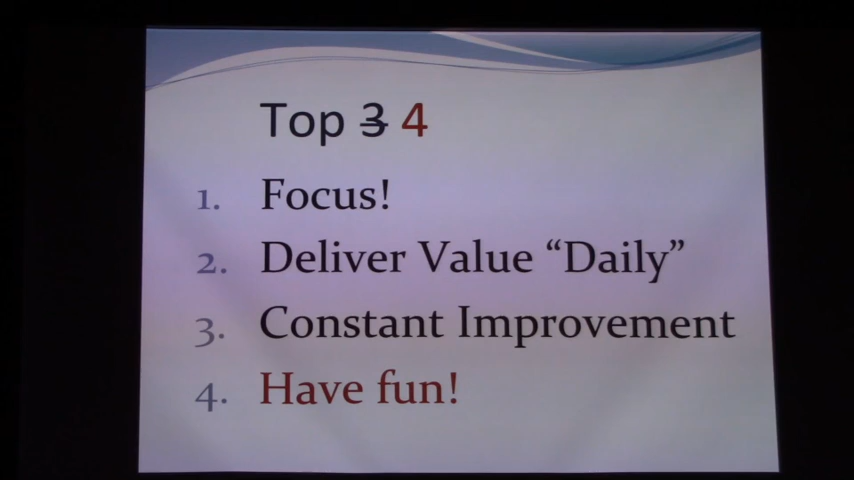 Top 3 4
1. Focus!
2. Deliver Value “Daily”
3. Constant Improvement
4. Have fun!